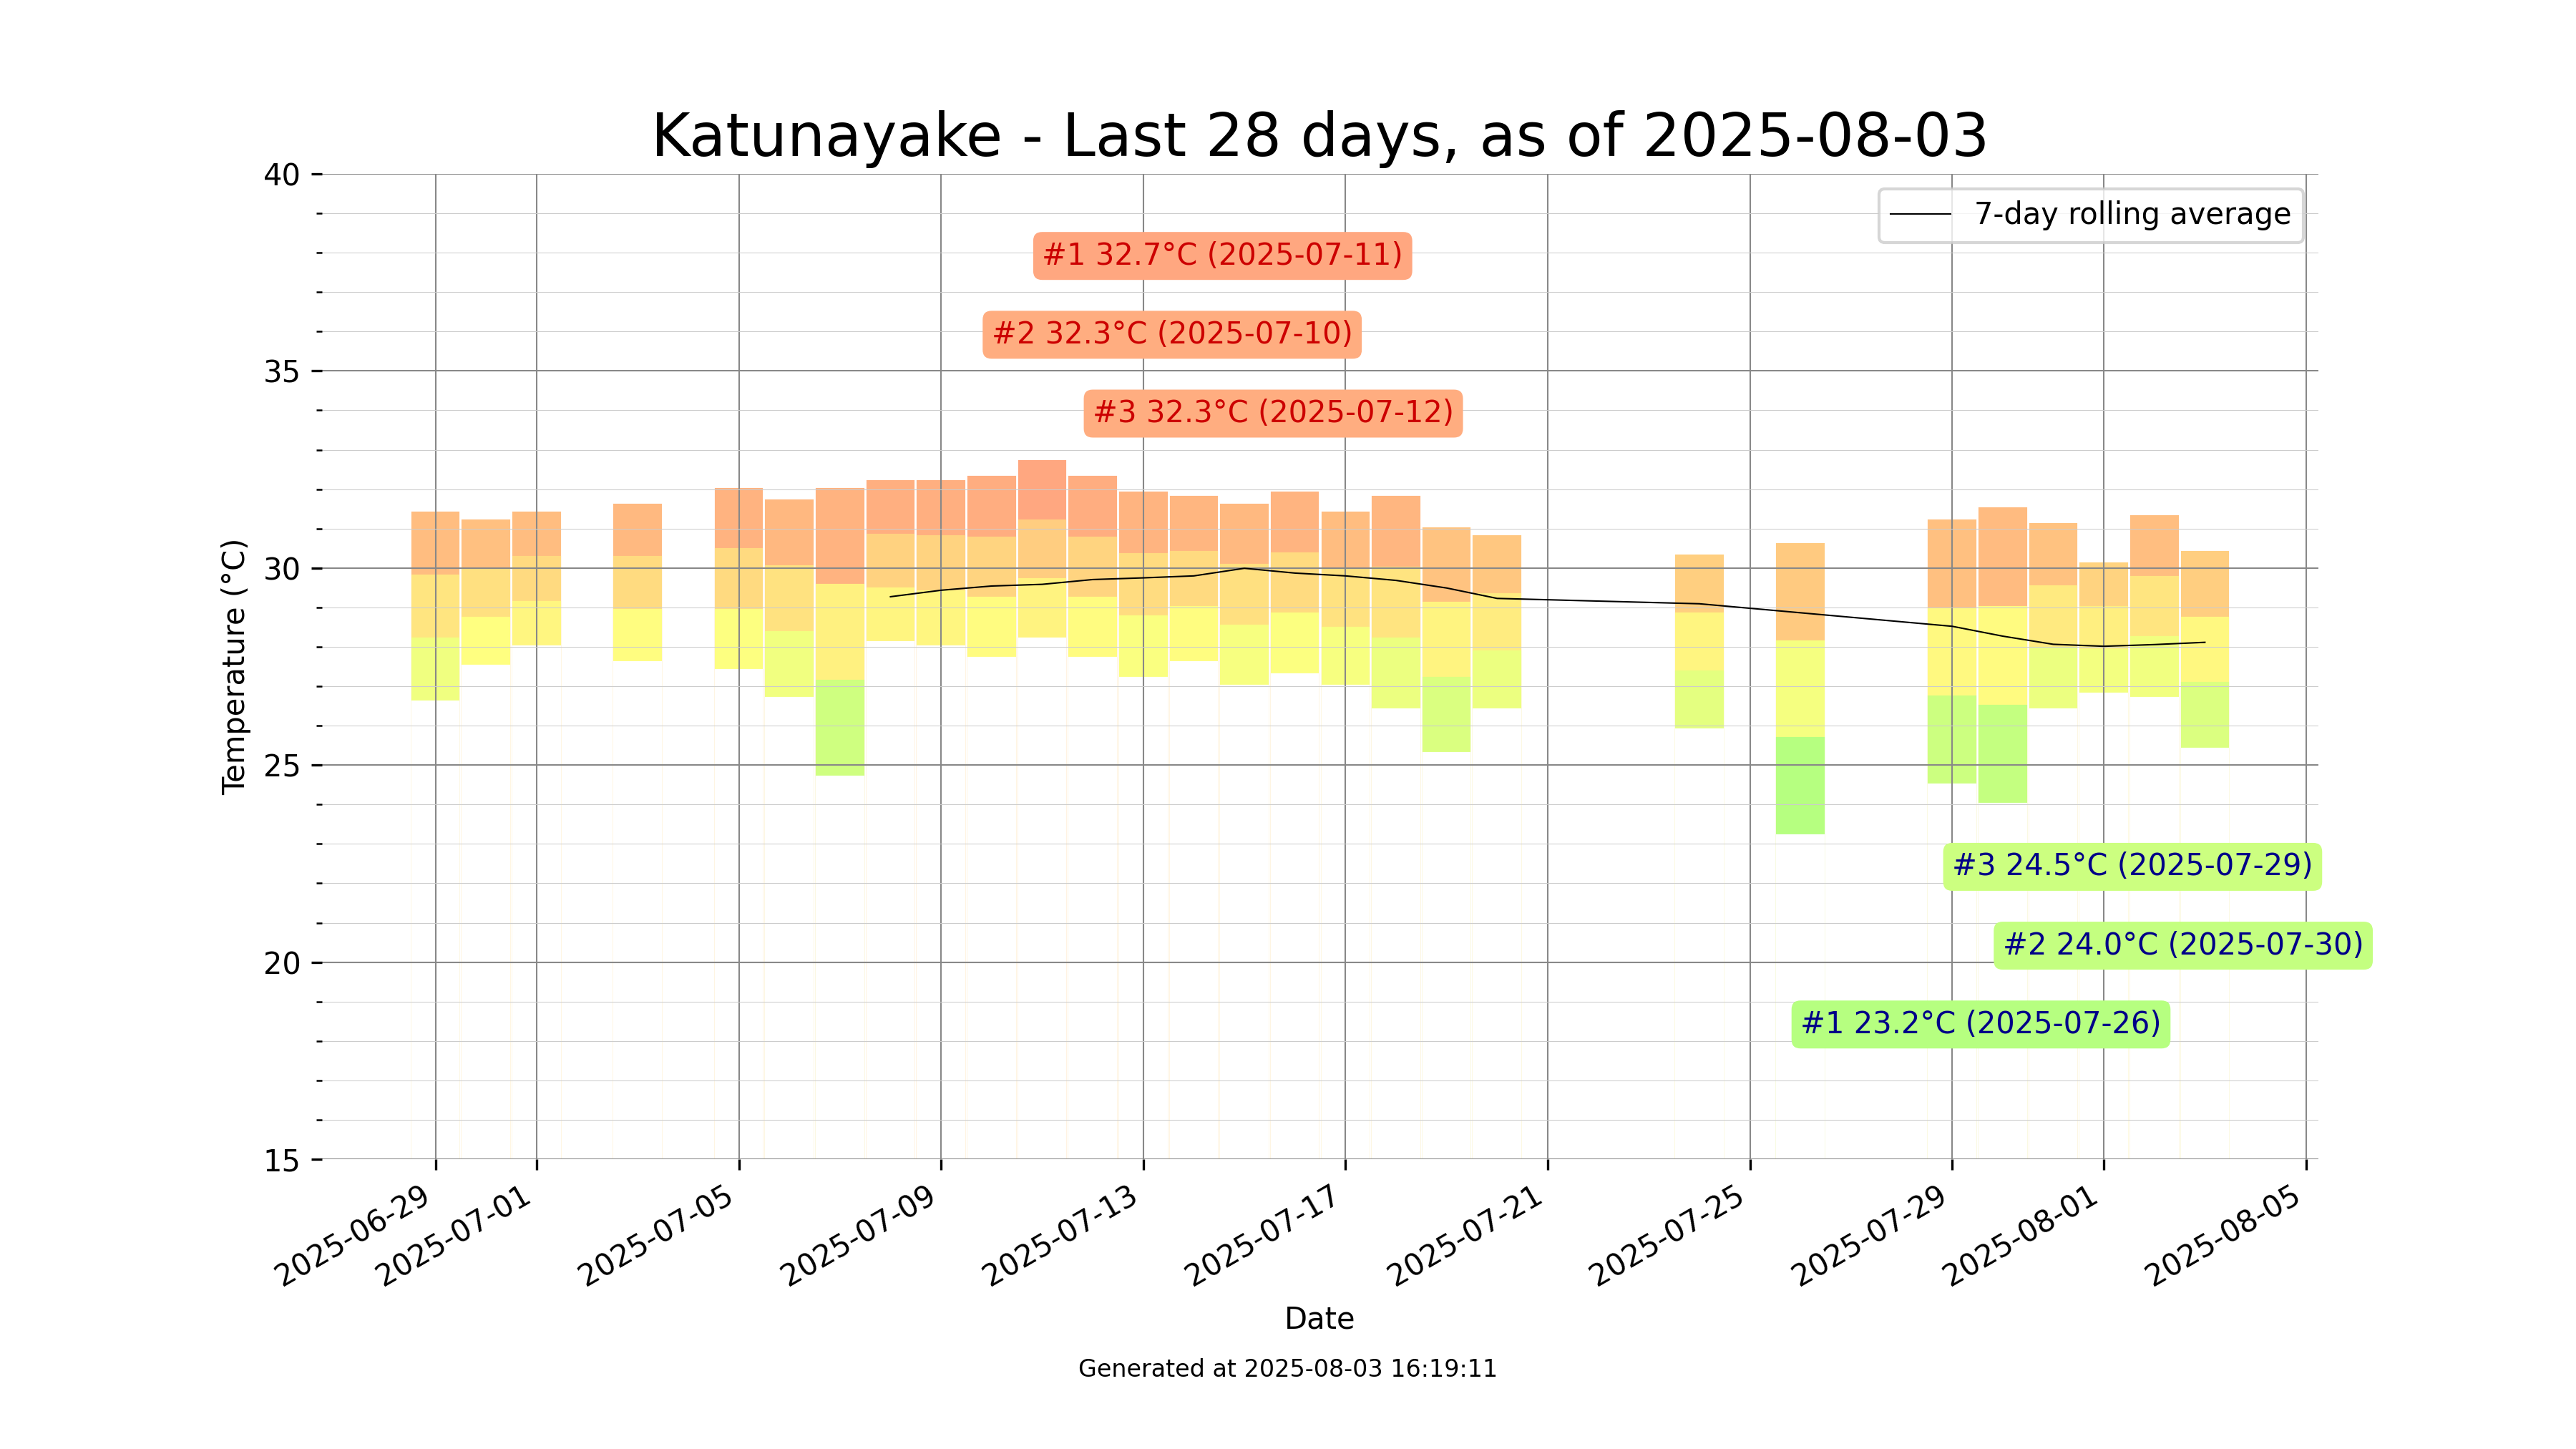 Katunayake - Last 28 days, as of 2025-08-03
40
7-day rolling average
#1 32.7°C (2025-07-11)
#2 32.3°C (2025-07-10)
35
#3 32.3°C (2025-07-12)
30
Temperature (°C)
25
#3 24.5°C (2025-07-29)
#2 24.0°C (2025-07-30)
20
#1 23.2°C (2025-07-26)
15
2025-06-29
2025-07-01
2025-07-05
2025-07-09
2025-07-13
2025-07-17
2025-07-21
2025-07-25
2025-07-29
2025-08-01
2025-08-05
Date
Generated at 2025-08-03 16:19:11